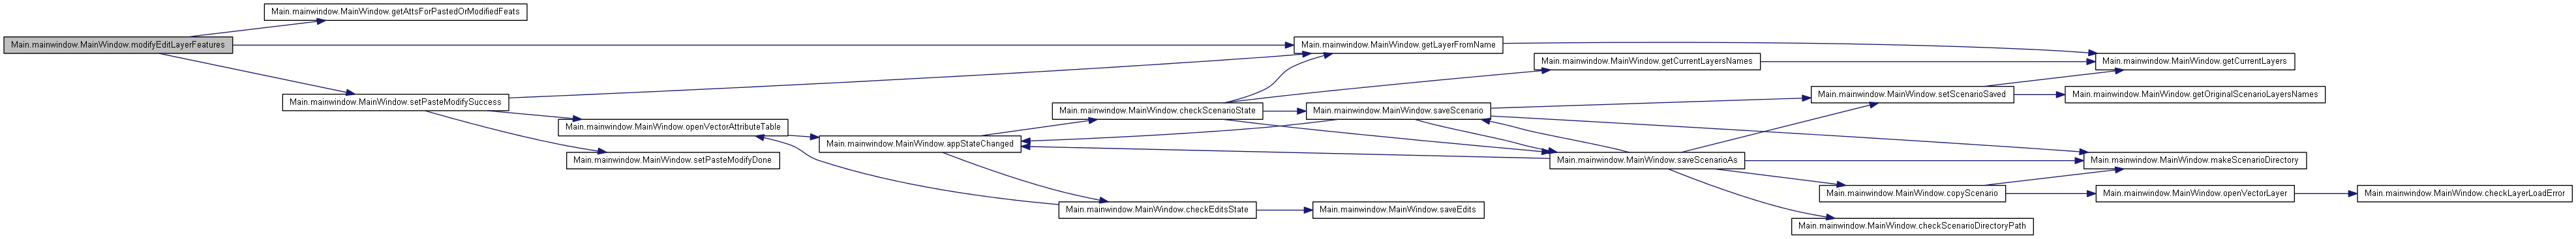 Main.mainwindow.MainWindow.modifyEditLayerFeatures
Main.mainwindow.MainWindow.getAttsForPastedOrModifiedFeats
Main.mainwindow.MainWindow.setPasteModifySuccess
Main.mainwindow.MainWindow.openVectorAttributeTable
Main.mainwindow.MainWindow.setPasteModifyDone
Main.mainwindow.MainWindow.appStateChanged
Main.mainwindow.MainWindow.checkScenarioState
Main.mainwindow.MainWindow.checkEditsState
Main.mainwindow.MainWindow.getLayerFromName
Main.mainwindow.MainWindow.saveScenario
Main.mainwindow.MainWindow.saveEdits
Main.mainwindow.MainWindow.getCurrentLayersNames
Main.mainwindow.MainWindow.saveScenarioAs
Main.mainwindow.MainWindow.setScenarioSaved
Main.mainwindow.MainWindow.copyScenario
Main.mainwindow.MainWindow.checkScenarioDirectoryPath
Main.mainwindow.MainWindow.getCurrentLayers
Main.mainwindow.MainWindow.getOriginalScenarioLayersNames
Main.mainwindow.MainWindow.makeScenarioDirectory
Main.mainwindow.MainWindow.openVectorLayer
Main.mainwindow.MainWindow.checkLayerLoadError